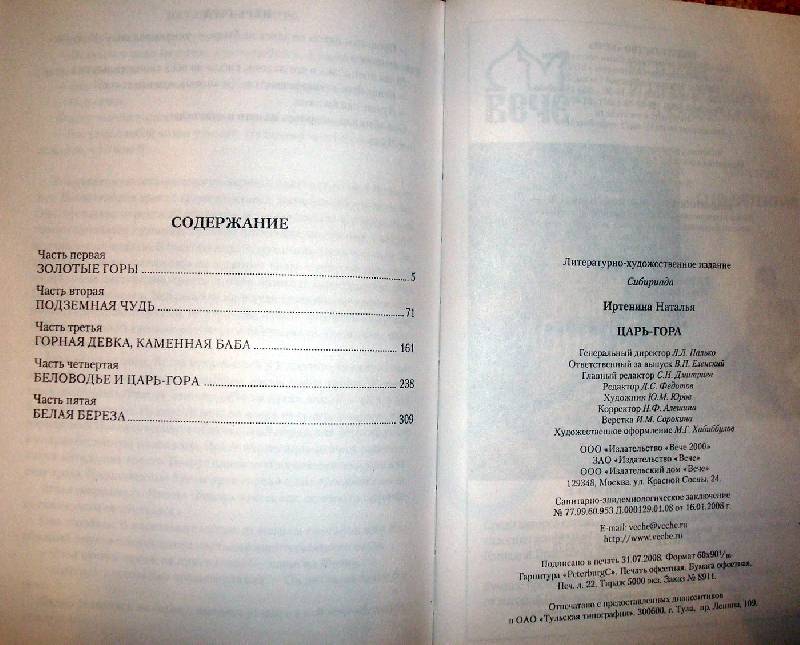 СОДЕРЖАНИЕ
Часть первая
ЗОЛОТЫЕ ГОРЫ 5
Часть вторая
ПОДЗЕМНАЯ ЧУДЬ 71
Часть третья
ГОРНАЯ ДЕВКА, КАМЕННАЯ БАБА 161
Часть четвертая
БЕЛОВОДЬЕ И ЦАРЬ-ГОРА 238
Часть пятая
БЕЛАЯ БЕРЕЗА 309
Литературно-художественное издание
Сибириада
Иртенина Наталья
ЦАРЬ-ГОРА
Генеральный директор Л.Л. Палько
Ответственный за выпуск В.П. Еленский
Главный редактор С.Н. Дмитриев
Редактор Д.С. Федотов
Художник Ю.М. Юров
Корректор Н.Ф. Алешина
Верстка И.М. Сорокина
Художественное оформление М.Г. Хабибуллов
ООО «Издательство «Вече 2000»
ЗАО «Издательство «Вече»
ООО «Издательский дом «Вече»
129348, Москва, ул. Красной Сосны, 24.
Санитарно-эпидемиологическое заключение
№ 77.99.60.953 Д.000129.01.08 от 16.01.2008 г.
E-mail: veche@veche.ru
http://www.veche.ru
Подписано в печать 31.07.2008. Формат 60х90 1/16.
Гарнитура «PeterburgC». Печать офсетная. Бумага офсетная.
Печ. л. 22. Тираж 5000 экз. Заказ № 8911.
Отпечатано с предоставленных диапозитивов
в ОАО «Тульская типография». 300600, г. Тула, пр. Ленина, 109.